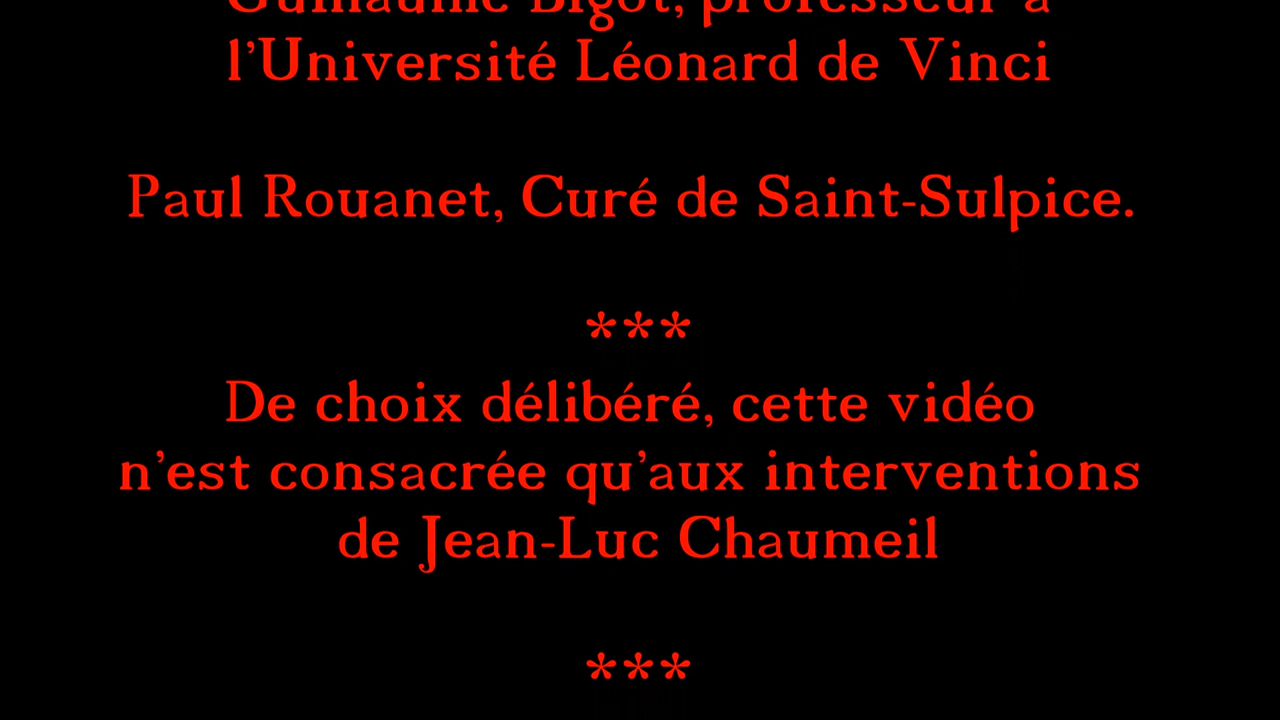 Guillaume Bigot, professeur à
l'Université Léonard de Vinci
Paul Rouanet, Curé de Saint-Sulpice.
***
De choix délibéré, cette vidéo
n'est consacrée qu'aux interventions
de Jean-Luc Chaumeil
***